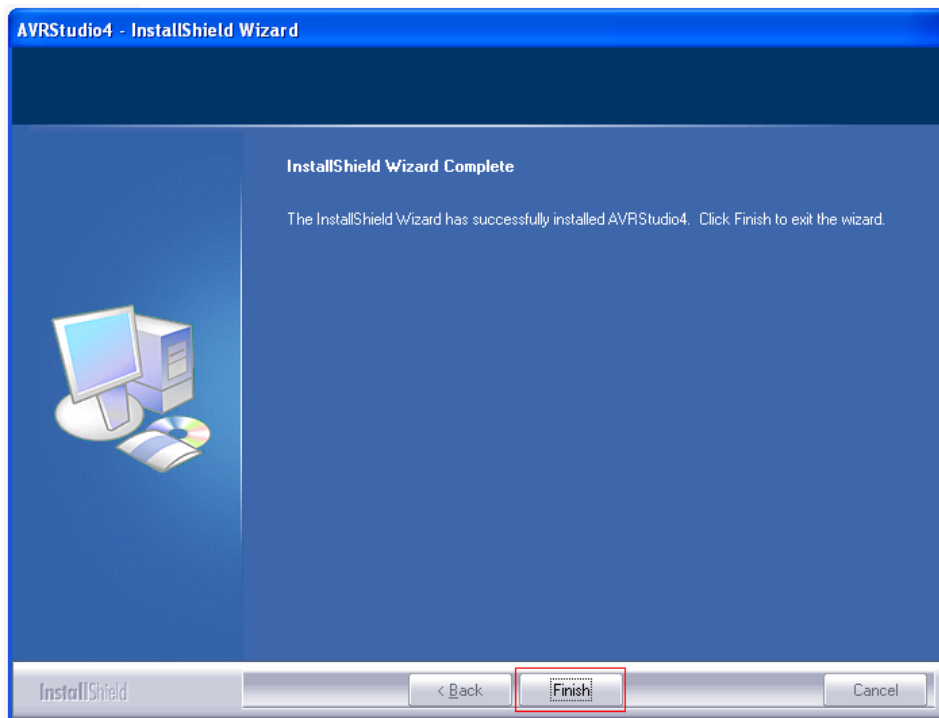 AVRStudio4 - InstallShield Wizard
InstallShield Wizard Complete
The InstallShield Wizard has successfully installed AVRStudio4. Click Finish to exit the wizard.
InstallShield
< Back
Finish
Cancel